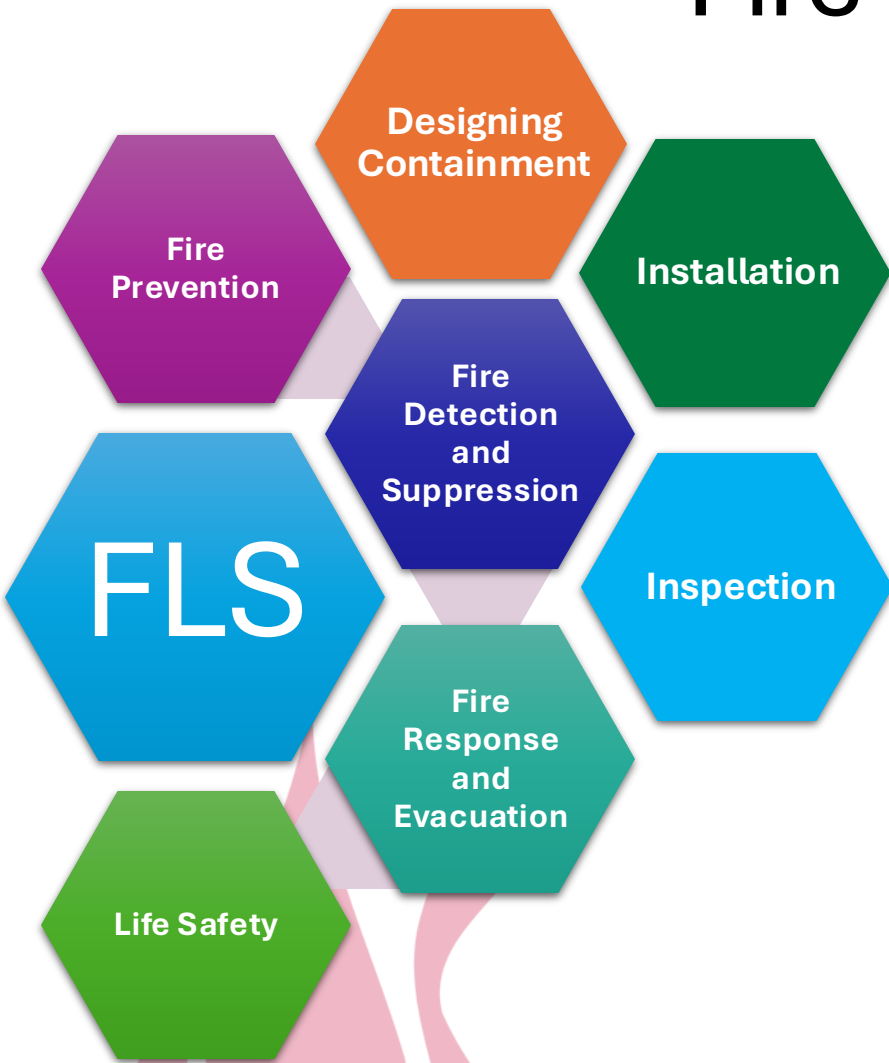 Designing
Containment
Fire
Prevention
Installation
Fire
Detection
and
Suppression
FLS
Inspection
Fire
Response
and
Evacuation
Life Safety